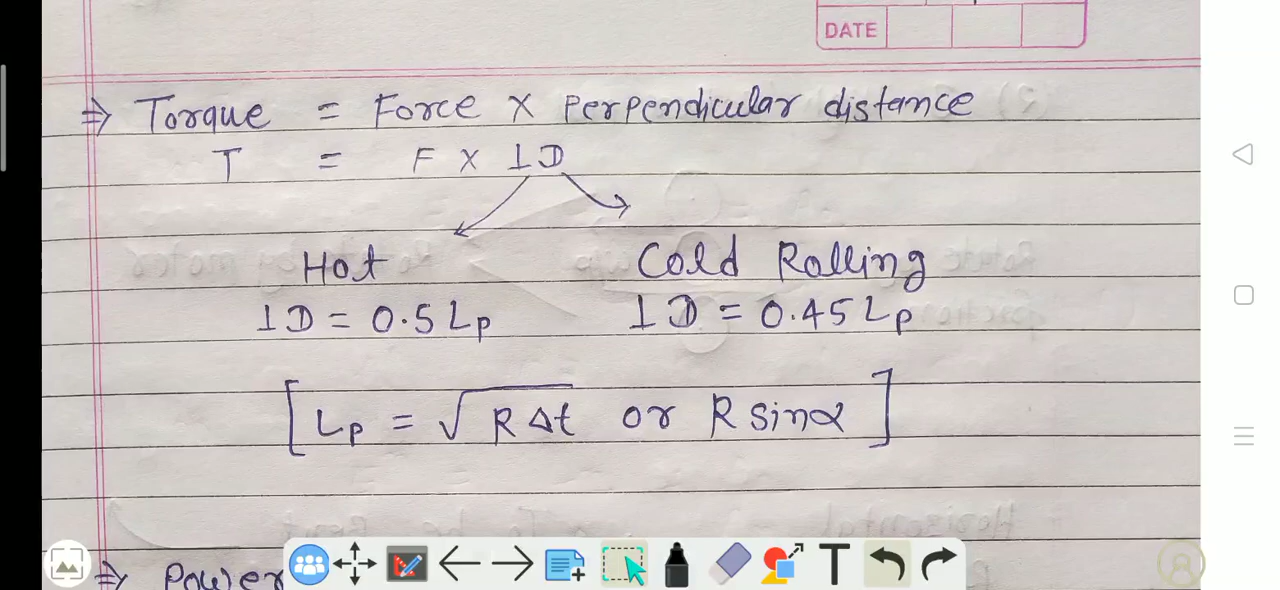 DATE
⇒ Torque = Force × Perpendicular distance
T = F × ⊥D
Hot Cold Rolling
⊥D = 0.5 Lp ⊥D = 0.45 Lp
[ Lp = √RΔt or R sinα ]
⇒ Power
T